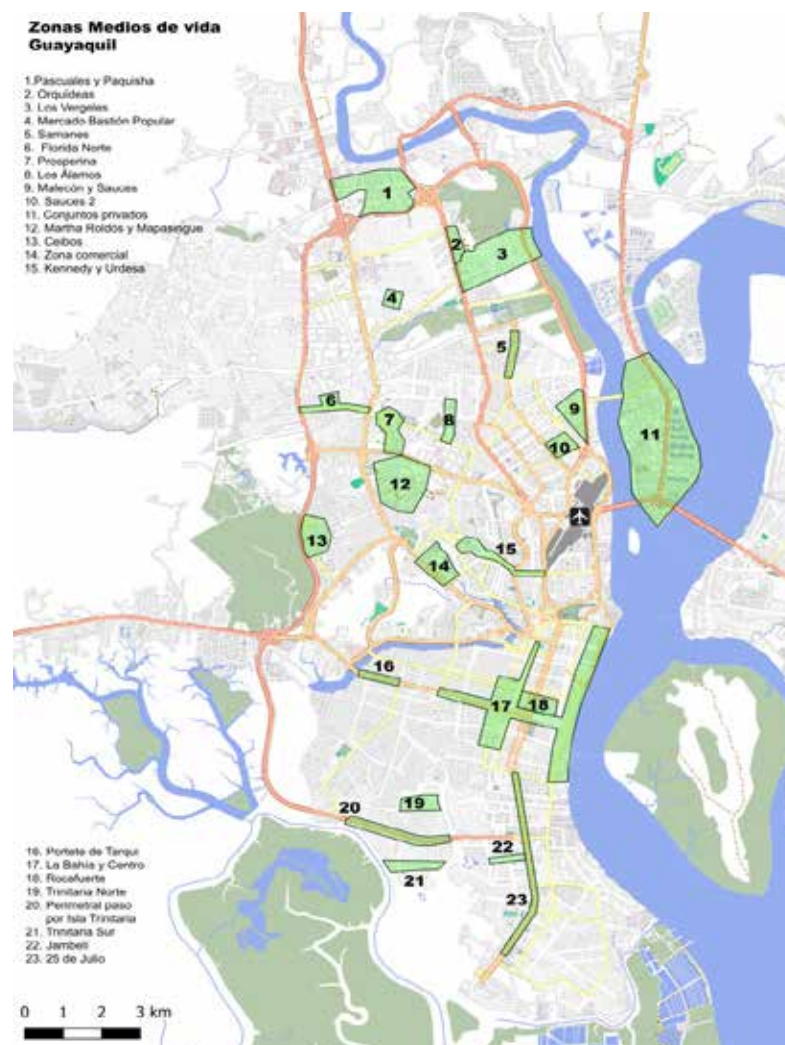 Zonas Medios de vida
Guayaquil
1.Pascuales y Paquisha
2. Orquídeas
3. Los Vergeles
4. Mercado Bastión Popular
5. Samanes
6. Florida Norte
7. Prosperina
8. Los Álamos
9. Malecón y Sauces
10. Sauces 2
11. Conjuntos privados
12. Martha Roldós y Mapasingue
13. Ceibos
14. Zona comercial
15. Kennedy y Urdesa
1
2
3
4
5
6
7
8
9
10
11
12
13
14
15
16
17
18
19
20
21
22
23
16. Portete de Tarqui
17. La Bahía y Centro
18. Rocafuerte
19. Trinitaria Norte
20. Perimetral paso
por Isla Trinitaria
21. Trinitaria Sur
22. Jambelí
23. 25 de Julio
0 1 2 3 km